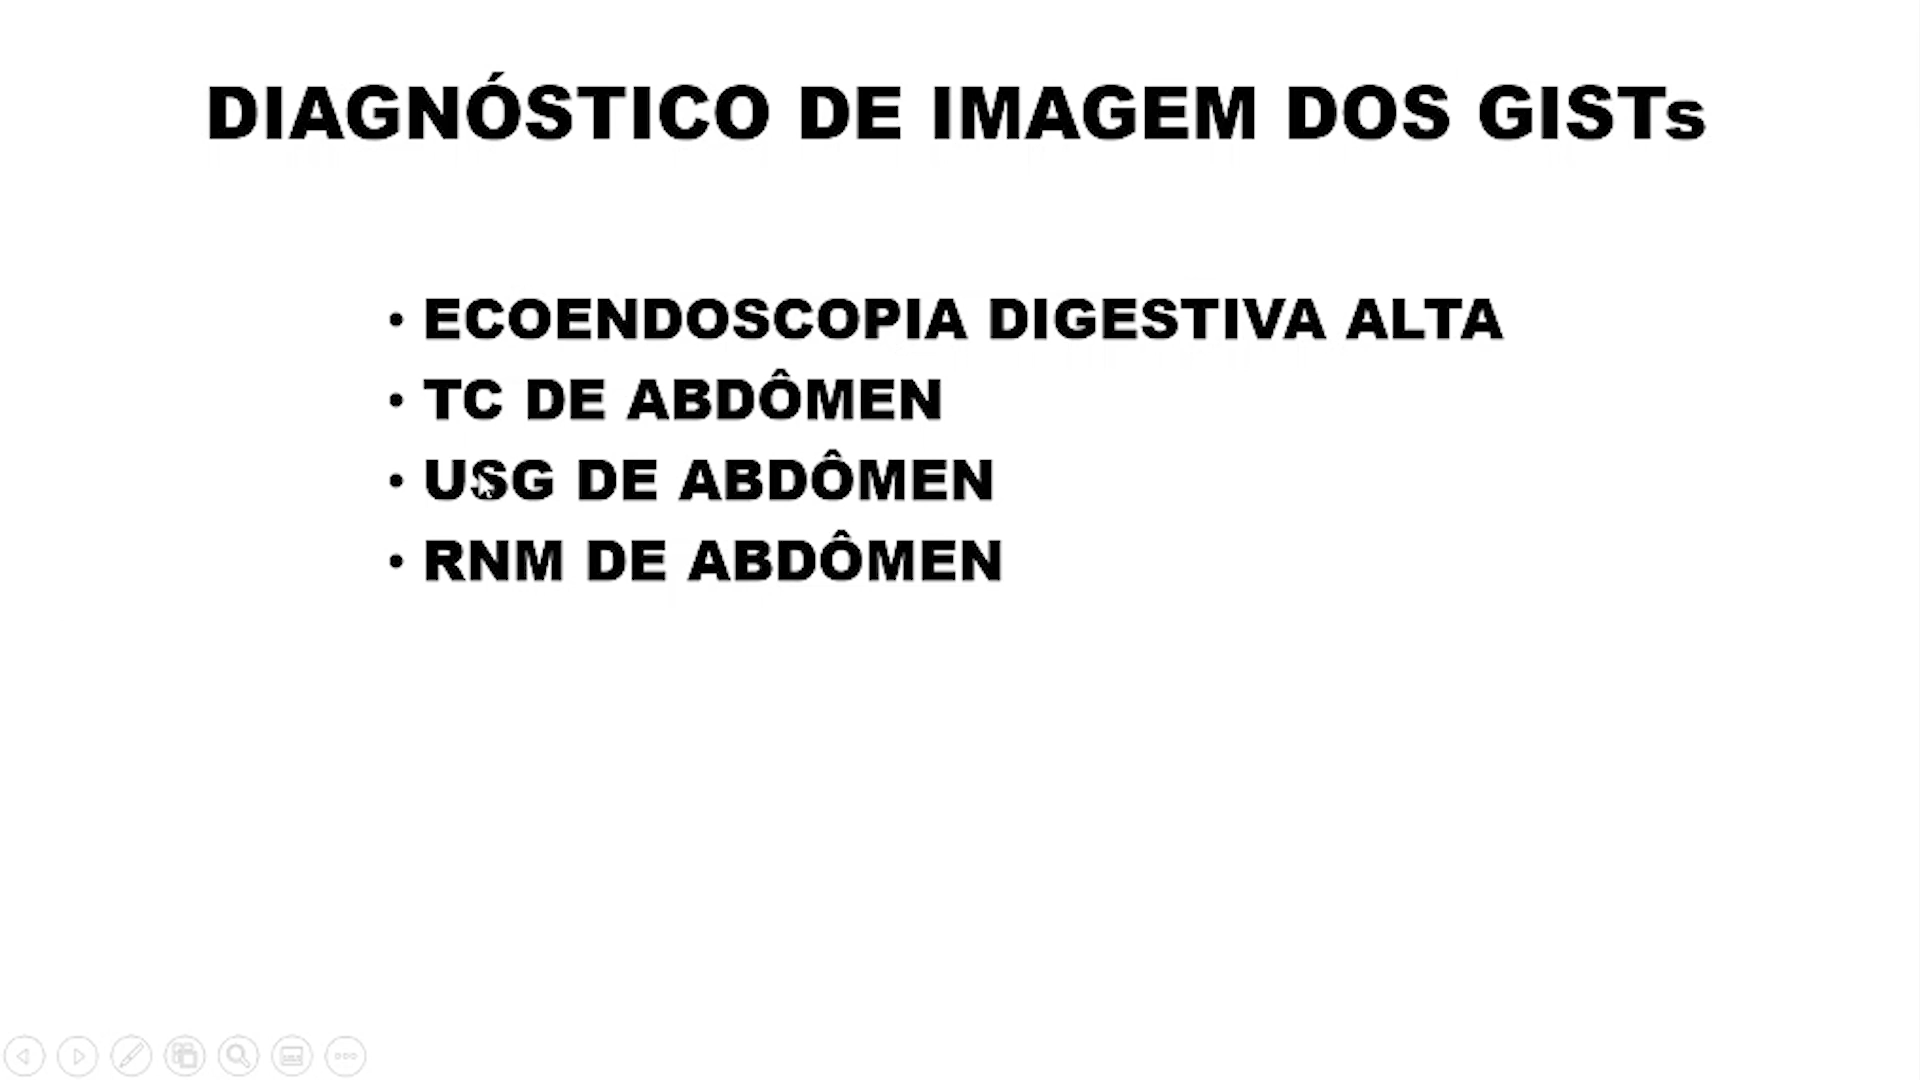 DIAGNÓSTICO DE IMAGEM DOS GISTs
• ECOENDOSCOPIA DIGESTIVA ALTA
• TC DE ABDÔMEN
• USG DE ABDÔMEN
• RNM DE ABDÔMEN